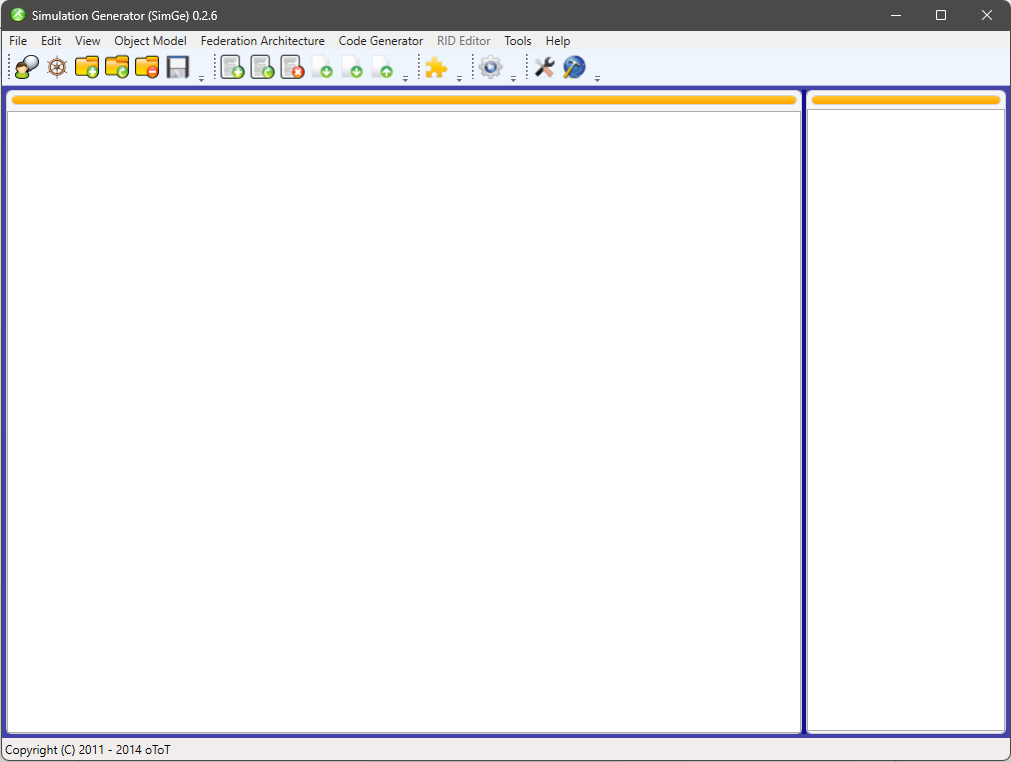 Simulation Generator (SimGe) 0.2.6
File Edit View Object Model Federation Architecture Code Generator RID Editor Tools Help
Copyright (C) 2011 - 2014 oToT